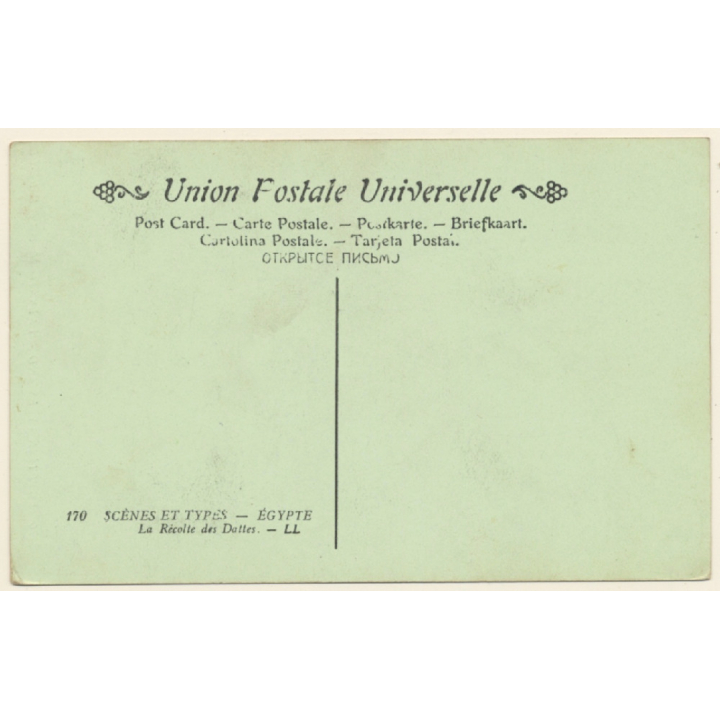 Union Postale Universelle
Post Card. — Carte Postale. — Postkarte. — Briefkaart.
Cartolina Postale. — Tarjeta Postal.
ОТКРЫТОЕ ПИСЬМО
170 SCÈNES ET TYPES — ÉGYPTE
La Récolte des Dattes. — LL